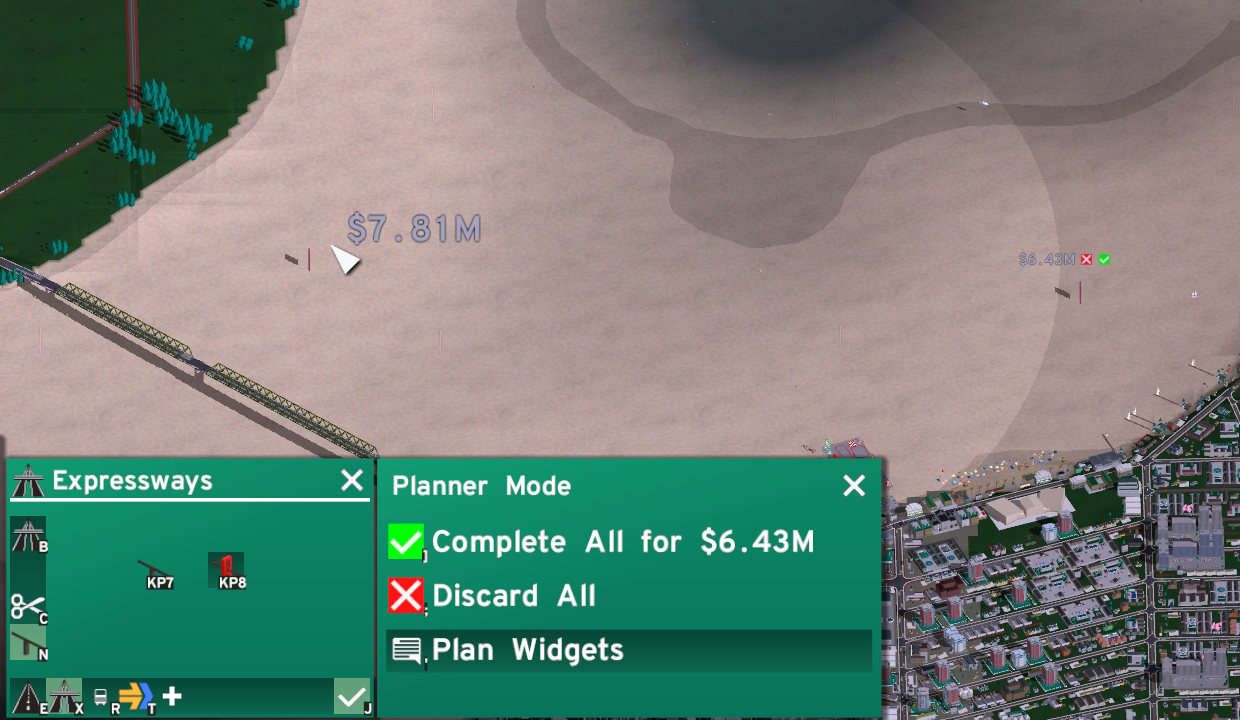 $7.81M
$6.43M
Expressways
B
C
N
KP7
KP8
E
X
R
T
J
Planner Mode
Complete All for $6.43M
Discard All
Plan Widgets